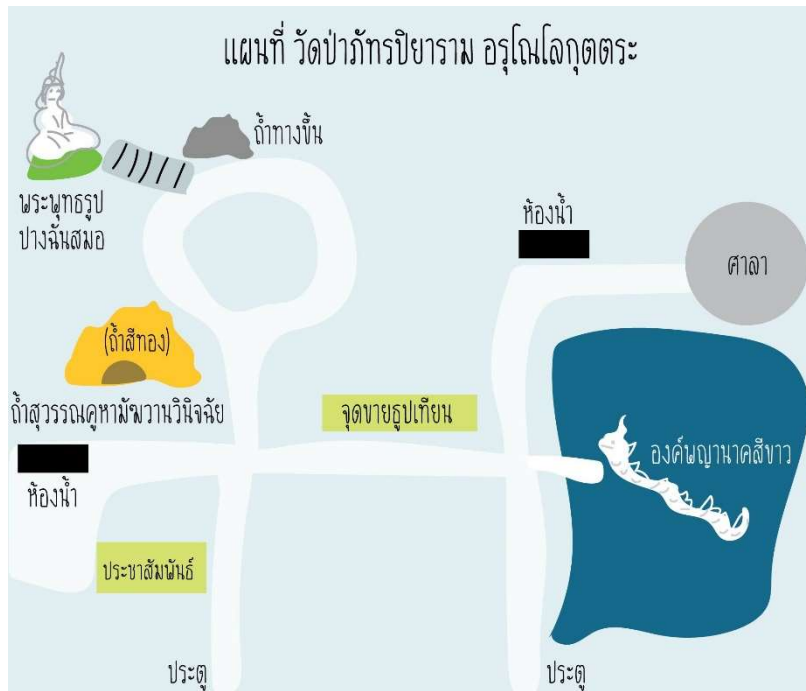 แผนที่ วัดป่าภัทรปิยาราม อรุโณโลกุตตระ
ถ้ำทางขึ้น
พระพุทธรูป
ปางฉันสมอ
ห้องน้ำ
ศาลา
(ถ้ำสีทอง)
ถ้ำสุวรรณคูหามัฆวานวินิจฉัย
จุดขายธูปเทียน
องค์พญานาคสีขาว
ห้องน้ำ
ประชาสัมพันธ์
ประตู
ประตู